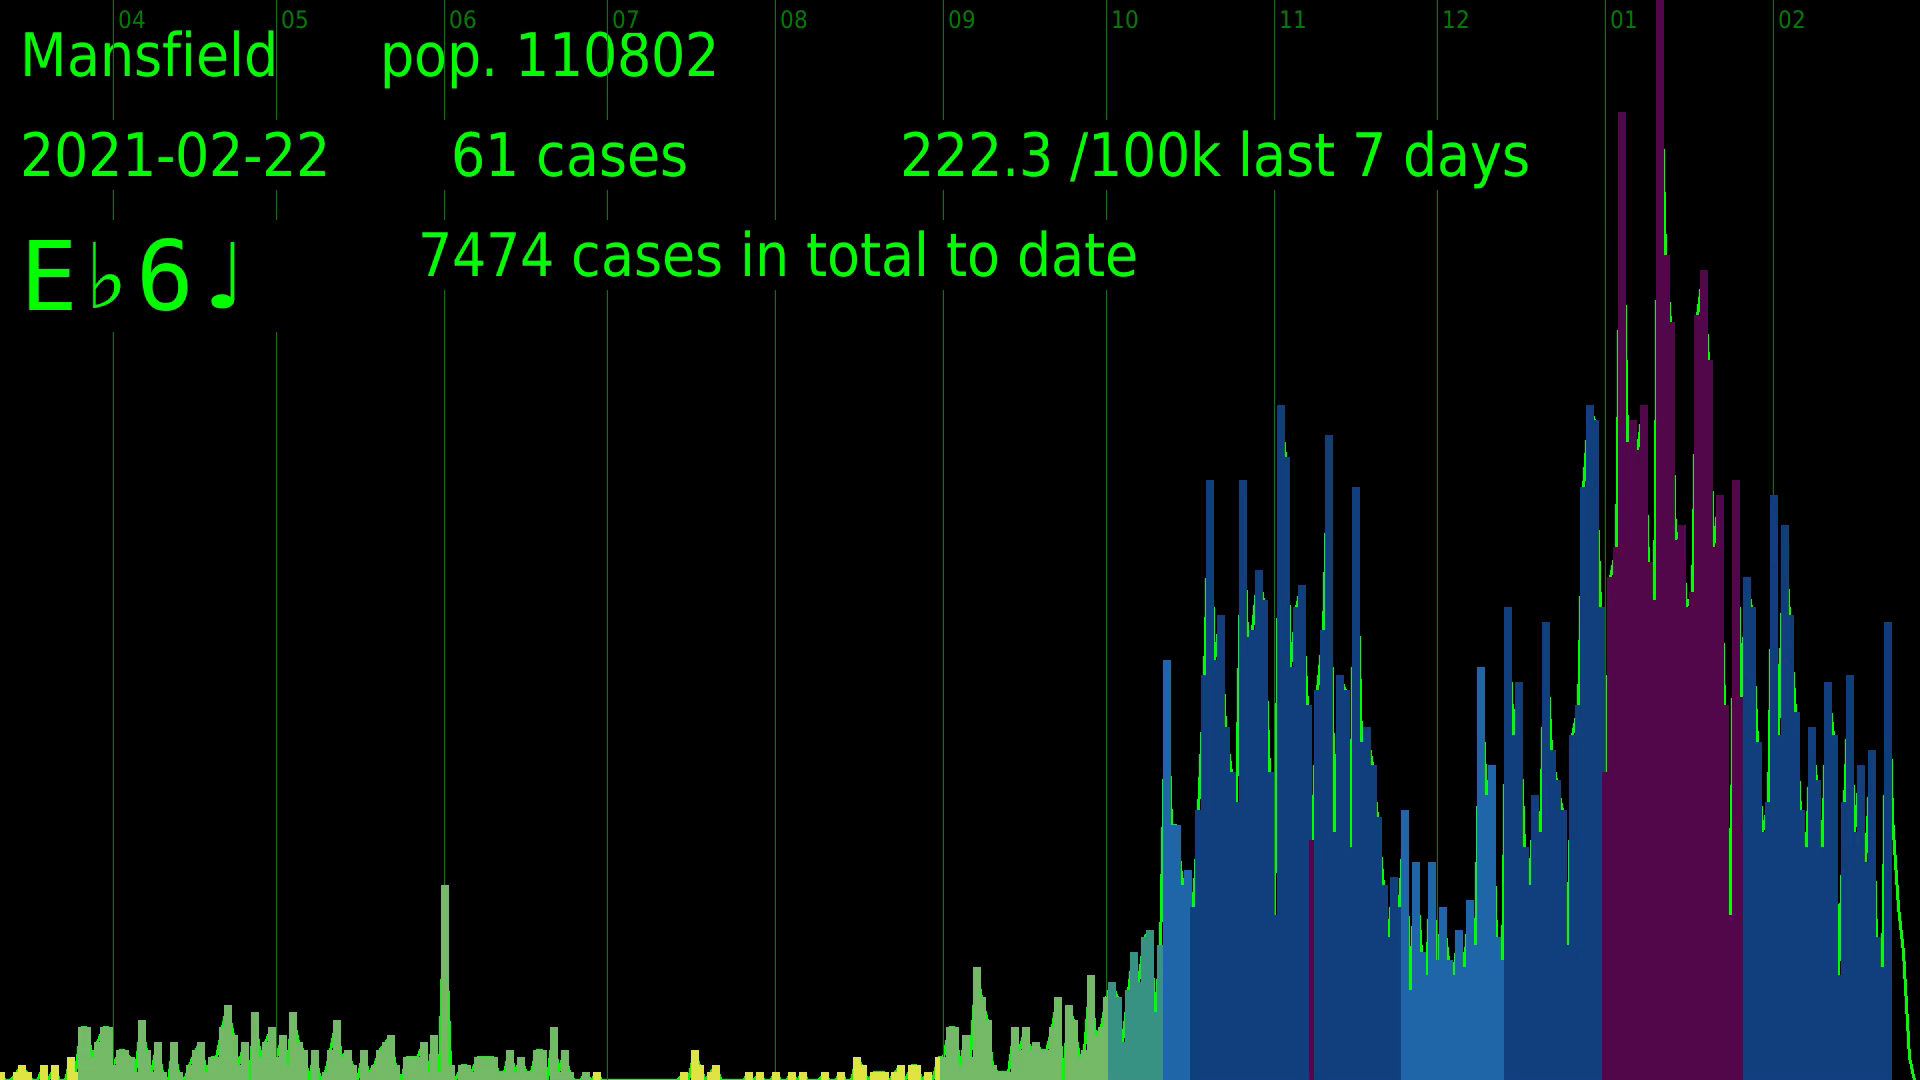 04 05 06 07 08 09 10 11 12 01 02
Mansfield pop. 110802
2021-02-22 61 cases 222.3 /100k last 7 days
E♭6♩ 7474 cases in total to date